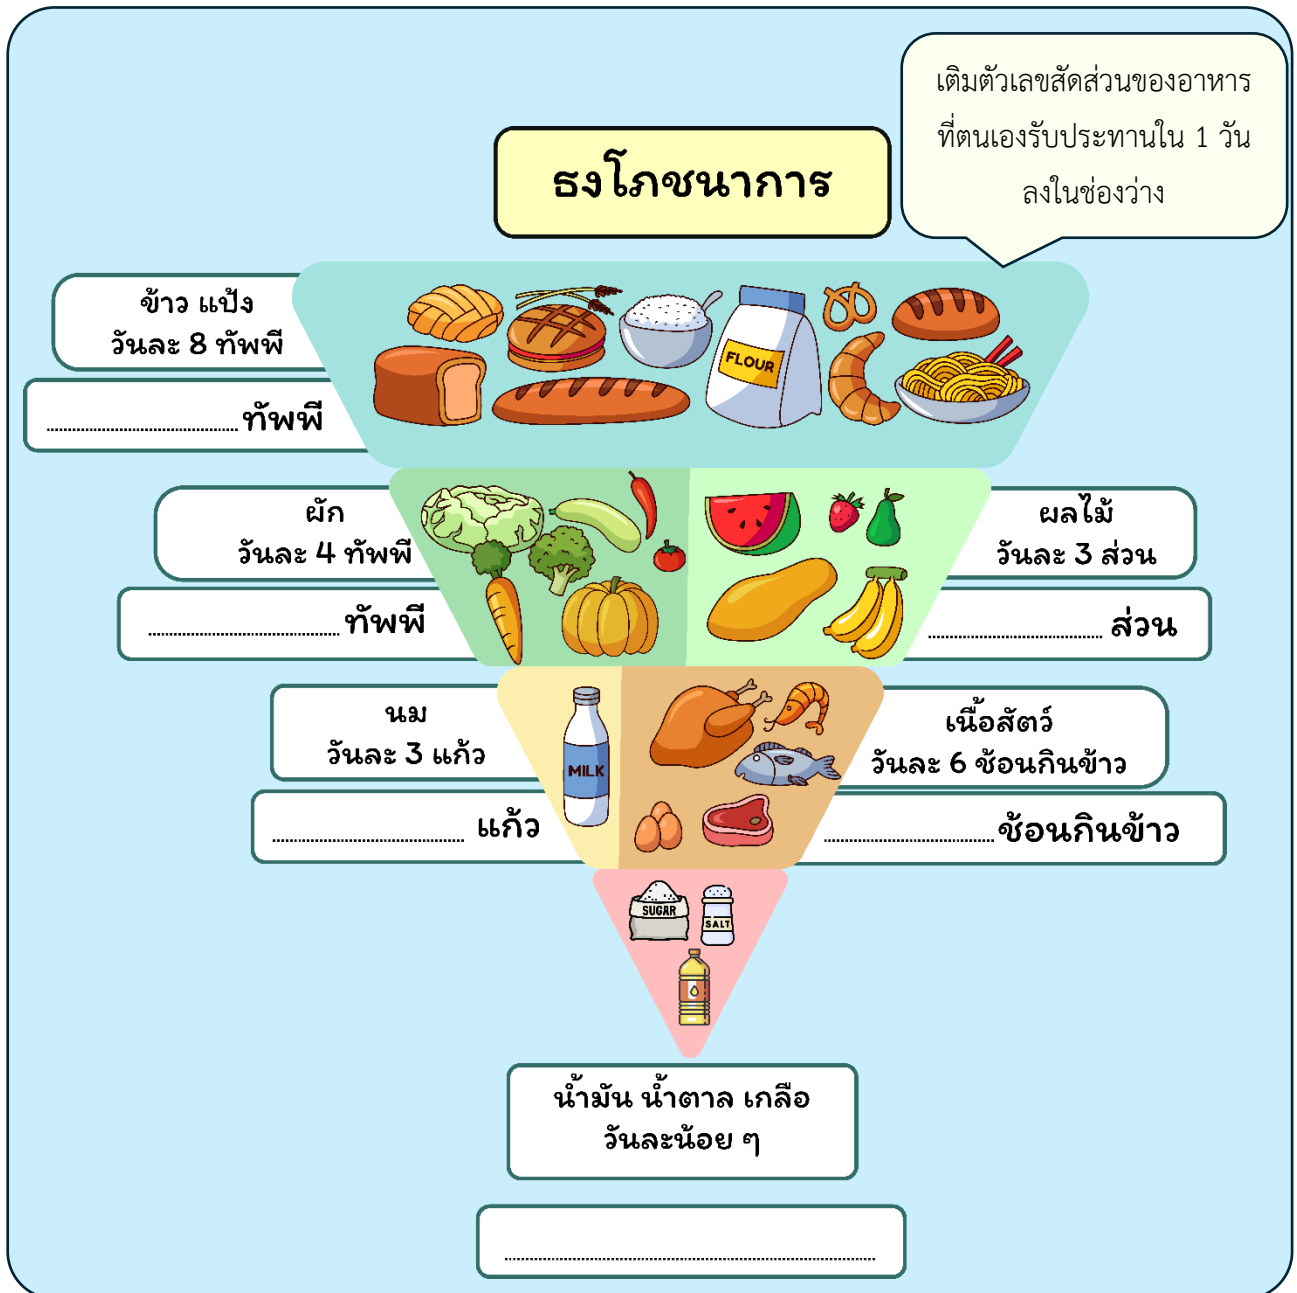 เติมตัวเลขสัดส่วนของอาหาร
ที่ตนเองรับประทานใน 1 วัน
ลงในช่องว่าง
ธงโภชนาการ
ข้าว แป้ง
วันละ 8 ทัพพี
FLOUR
.......................................ทัพพี
ผัก
วันละ 4 ทัพพี
ผลไม้
วันละ 3 ส่วน
.......................................ทัพพี
....................................ส่วน
นม
วันละ 3 แก้ว
MILK
เนื้อสัตว์
วันละ 6 ช้อนกินข้าว
....................................... แก้ว
...................................ช้อนกินข้าว
SUGAR
SALT
น้ำมัน น้ำตาล เกลือ
วันละน้อย ๆ
............................................................................